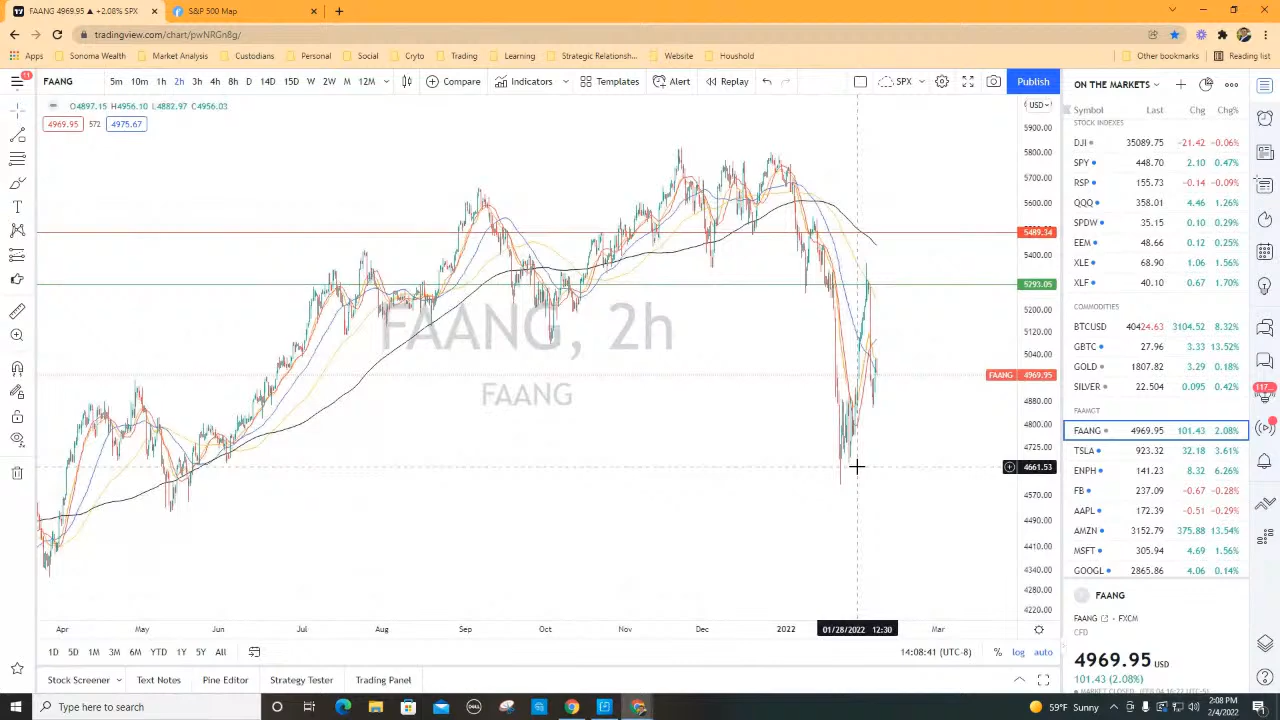 FAANG 4969.95 ▲ +2.08% SPX
S&P 500 Map
tradingview.com/chart/pwNRGn8g/
Apps Sonoma Wealth On Markets Custodians Personal Social Cryto Trading Learning Strategic Relationshi... Website Houshold Other bookmarks Reading list
11
FAANG 5m 10m 1h 2h 3h 4h 8h D 14D 15D W 2W M 12M Compare Indicators Templates Alert Replay SPX Publish
O4897.15 H4956.10 L4882.97 C4956.03
4969.95 572 4975.67
USD
5900.00
5800.00
5700.00
5600.00
5489.34
5400.00
5293.05
5200.00
5120.00
5040.00
FAANG 4969.95
4880.00
4800.00
4725.00
4661.53
4570.00
4490.00
4410.00
4340.00
4280.00
4220.00
FAANG, 2h
FAANG
Apr May Jun Jul Aug Sep Oct Nov Dec 2022 01/28/2022 12:30 Mar
1D 5D 1M 3M 6M YTD 1Y 5Y All 14:08:41 (UTC-8) % log auto
Stock Screener Text Notes Pine Editor Strategy Tester Trading Panel
ON THE MARKETS
Symbol Last Chg Chg%
STOCK INDEXES
DJI 35089.75 -21.42 -0.06%
SPY 448.70 2.10 0.47%
RSP 155.73 -0.14 -0.09%
QQQ 358.01 4.46 1.26%
SPDW 35.15 0.10 0.29%
EEM 48.66 0.12 0.25%
XLE 68.90 1.06 1.56%
XLF 40.10 0.67 1.70%
COMMODITIES
BTCUSD 40424.63 3104.52 8.32%
GBTC 27.96 3.33 13.52%
GOLD 1807.82 3.29 0.18%
SILVER 22.504 0.095 0.42%
117
FAAMGT
FAANG 4969.95 101.43 2.08%
TSLA 923.32 32.18 3.61%
ENPH 141.23 8.32 6.26%
FB 237.09 -0.67 -0.28%
AAPL 172.39 -0.51 -0.29%
AMZN 3152.79 375.88 13.54%
MSFT 305.94 4.69 1.56%
GOOGL 2865.86 4.06 0.14%
FAANG
FAANG · FXCM
CFD
4969.95 USD
101.43 (2.08%)
Type here to search
59°F Sunny
2:08 PM
2/4/2022